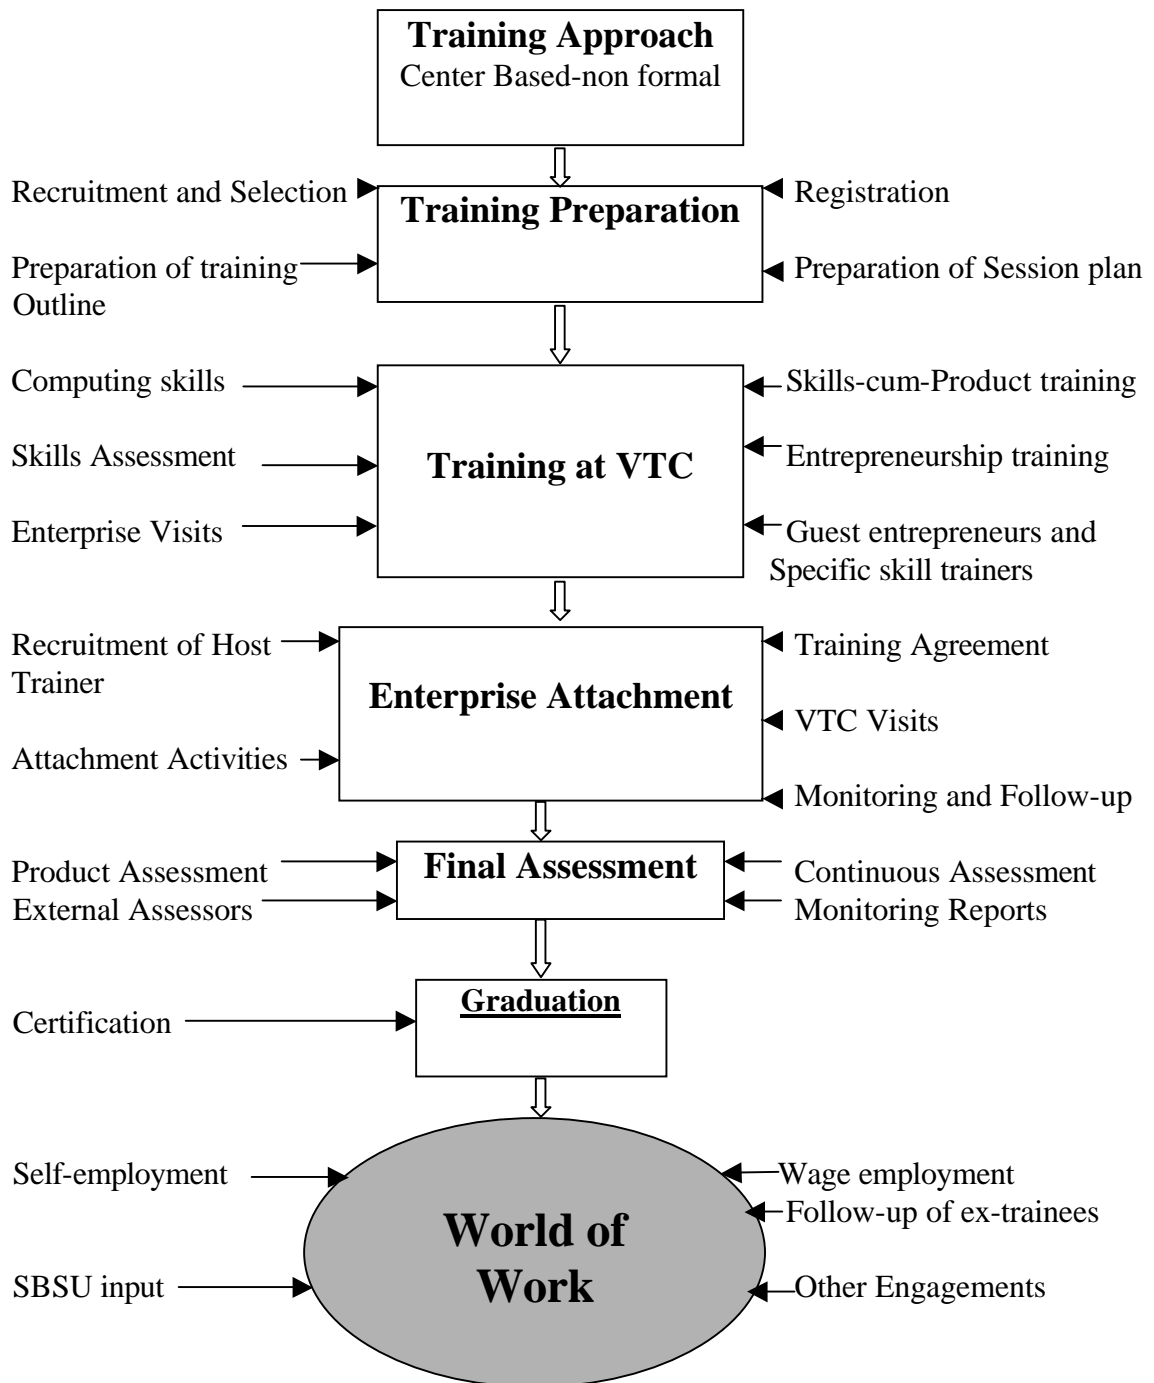 Training Approach
Center Based-non formal
Recruitment and Selection
Registration
Training Preparation
Preparation of training
Outline
Preparation of Session plan
Computing skills
Skills-cum-Product training
Skills Assessment
Training at VTC
Entrepreneurship training
Enterprise Visits
Guest entrepreneurs and
Specific skill trainers
Recruitment of Host
Trainer
Training Agreement
Enterprise Attachment
VTC Visits
Attachment Activities
Monitoring and Follow-up
Final Assessment
Product Assessment
External Assessors
Continuous Assessment
Monitoring Reports
Graduation
Certification
Self-employment
Wage employment
Follow-up of ex-trainees
World of
Work
SBSU input
Other Engagements